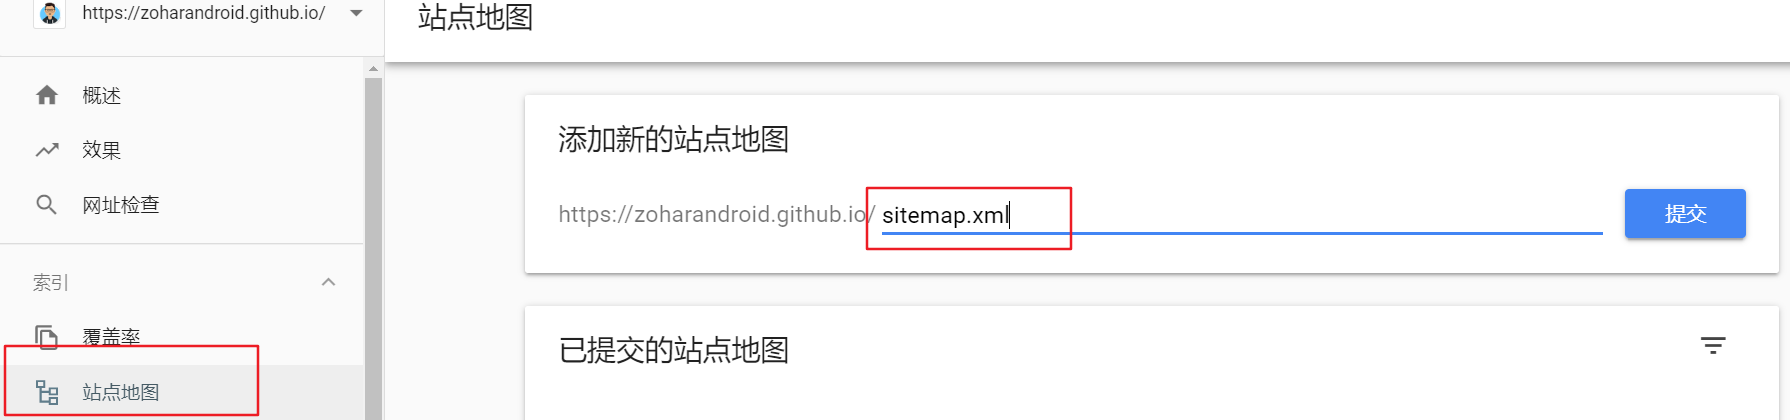 https://zoharandroid.github.io/
概述
效果
网址检查
索引
覆盖率
站点地图
站点地图
添加新的站点地图
https://zoharandroid.github.io/ sitemap.xml
提交
已提交的站点地图